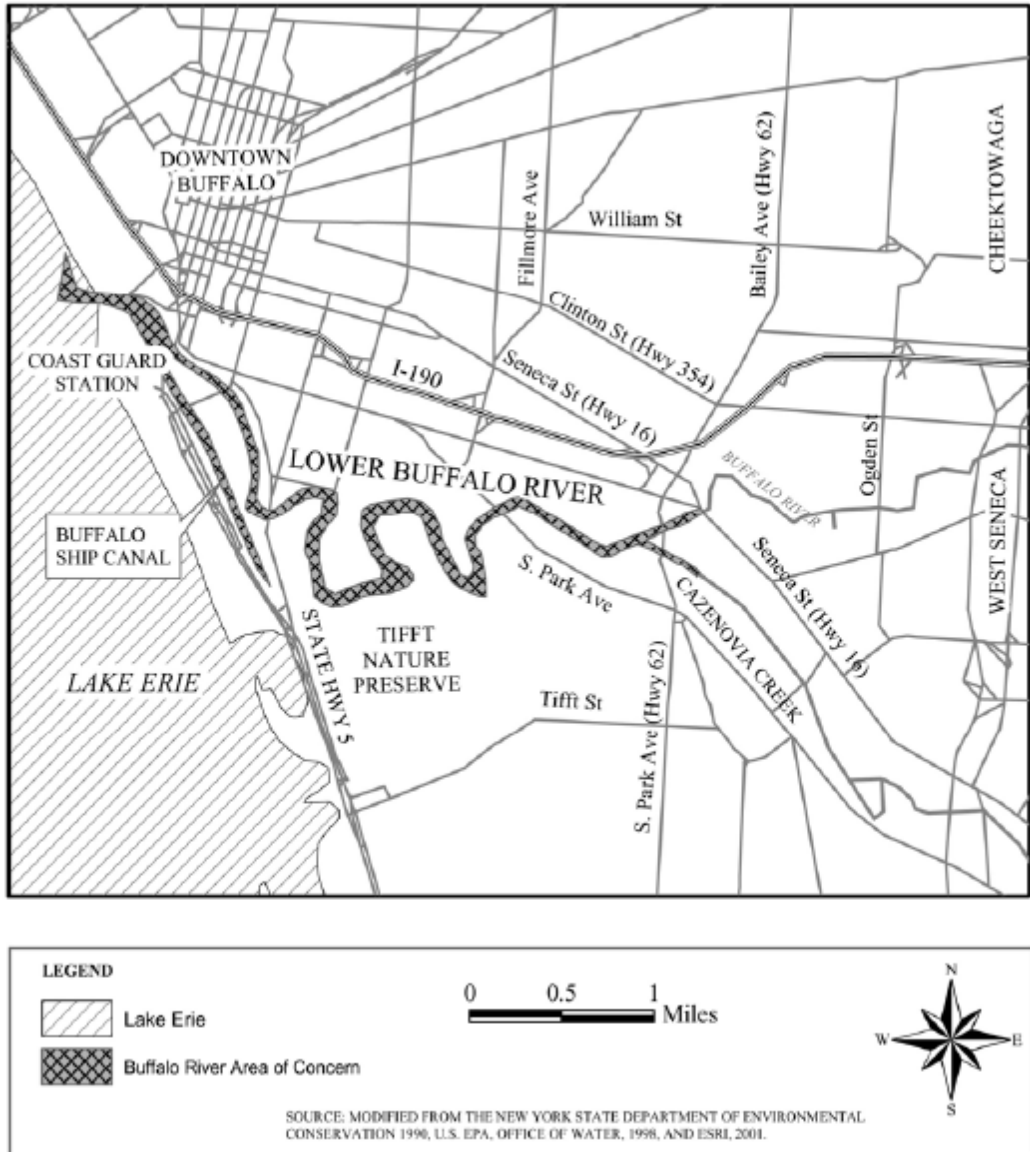 DOWNTOWN
BUFFALO
William St
Fillmore Ave
Bailey Ave (Hwy 62)
CHEEKTOWAGA
Clinton St (Hwy 354)
COAST GUARD
STATION
I-190
Seneca St (Hwy 16)
LOWER BUFFALO RIVER
BUFFALO RIVER
Ogden St
BUFFALO
SHIP CANAL
S. Park Ave
Seneca St (Hwy 16)
WEST SENECA
CAZENOVIA CREEK
TIFFT
NATURE
PRESERVE
STATE HWY 5
LAKE ERIE
Tifft St
S. Park Ave (Hwy 62)
LEGEND
Lake Erie
Buffalo River Area of Concern
0 0.5 1
Miles
N
W E
S
SOURCE: MODIFIED FROM THE NEW YORK STATE DEPARTMENT OF ENVIRONMENTAL
CONSERVATION 1990, U.S. EPA, OFFICE OF WATER, 1998, AND ESRI, 2001.